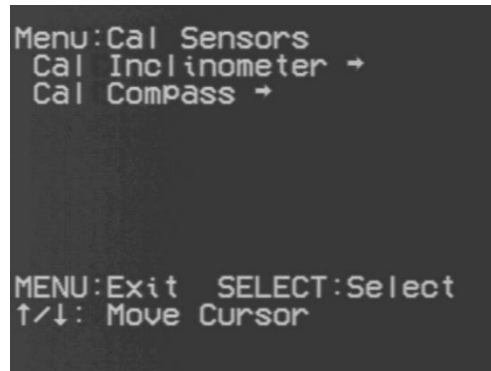 Menu:Cal Sensors
Cal Inclinometer →
Cal Compass →
MENU:Exit SELECT:Select
↑/↓: Move Cursor